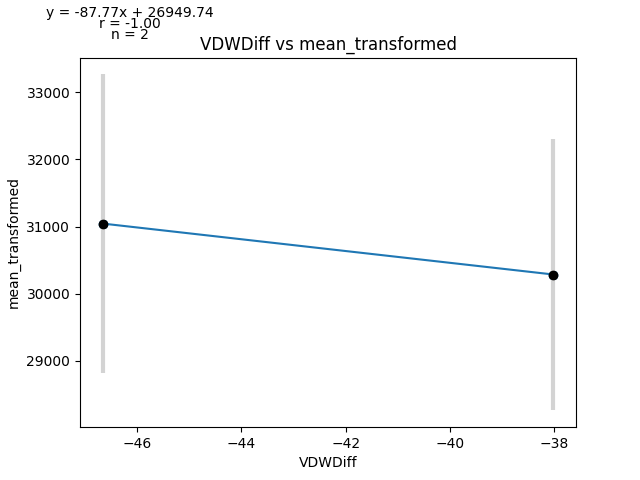 y = -87.77x + 26949.74
r = -1.00
n = 2
VDWDiff vs mean_transformed
33000
32000
31000
30000
29000
mean_transformed
−46
−44
−42
−40
−38
VDWDiff